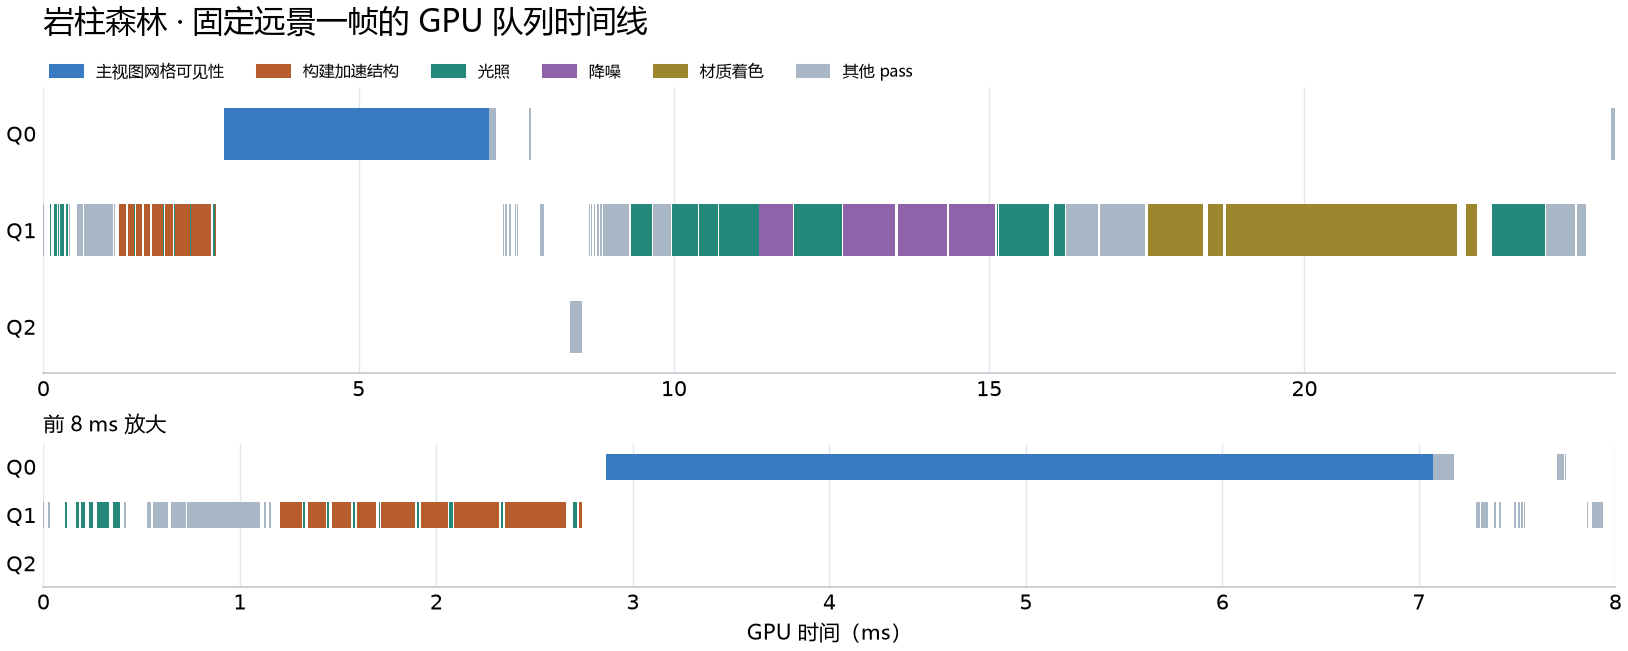 岩柱森林 · 固定远景一帧的 GPU 队列时间线
主视图网格可见性 构建加速结构 光照 降噪 材质着色 其他 pass
Q0
Q1
Q2
0 5 10 15 20
前 8 ms 放大
Q0
Q1
Q2
0 1 2 3 4 5 6 7 8
GPU 时间（ms）